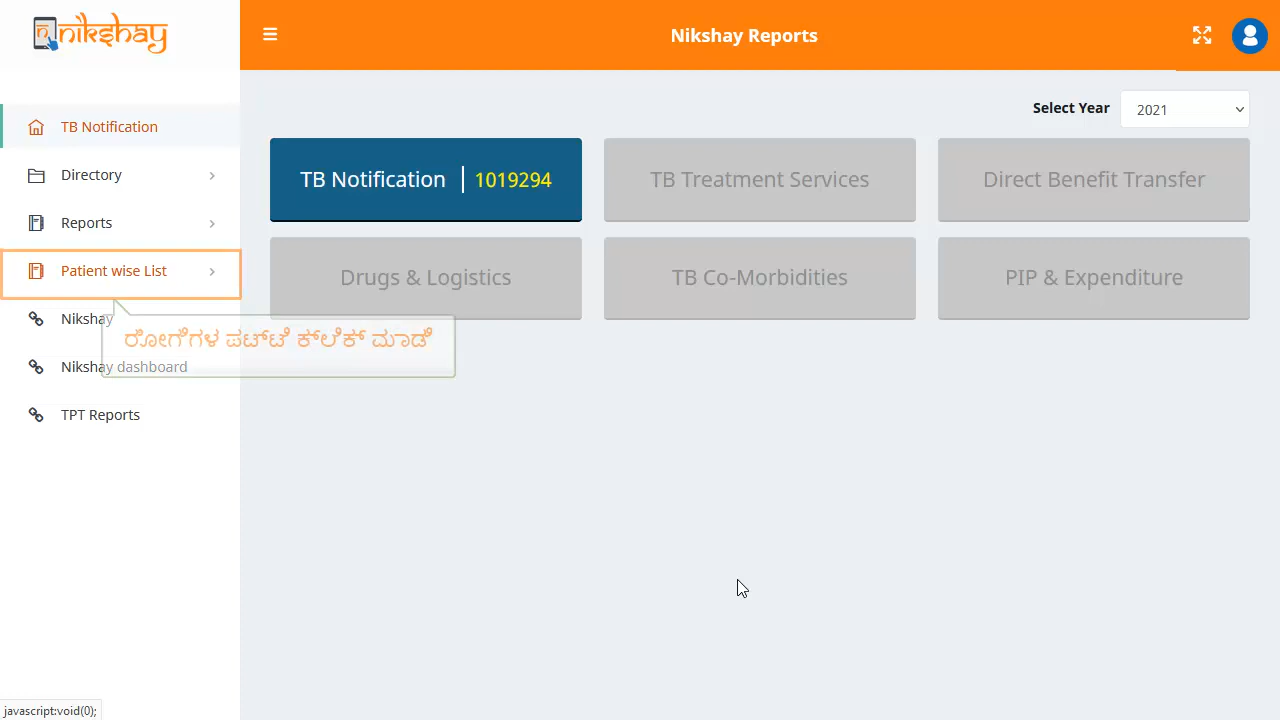 nikshay
Nikshay Reports
Select Year
2021
TB Notification
Directory
Reports
Patient wise List
Nikshay
Nikshay dashboard
TPT Reports
TB Notification | 1019294
TB Treatment Services
Direct Benefit Transfer
Drugs & Logistics
TB Co-Morbidities
PIP & Expenditure
ರೋಗಿಗಳ ಪಟ್ಟಿ ಕ್ಲಿಕ್ ಮಾಡಿ
javascript:void(0);